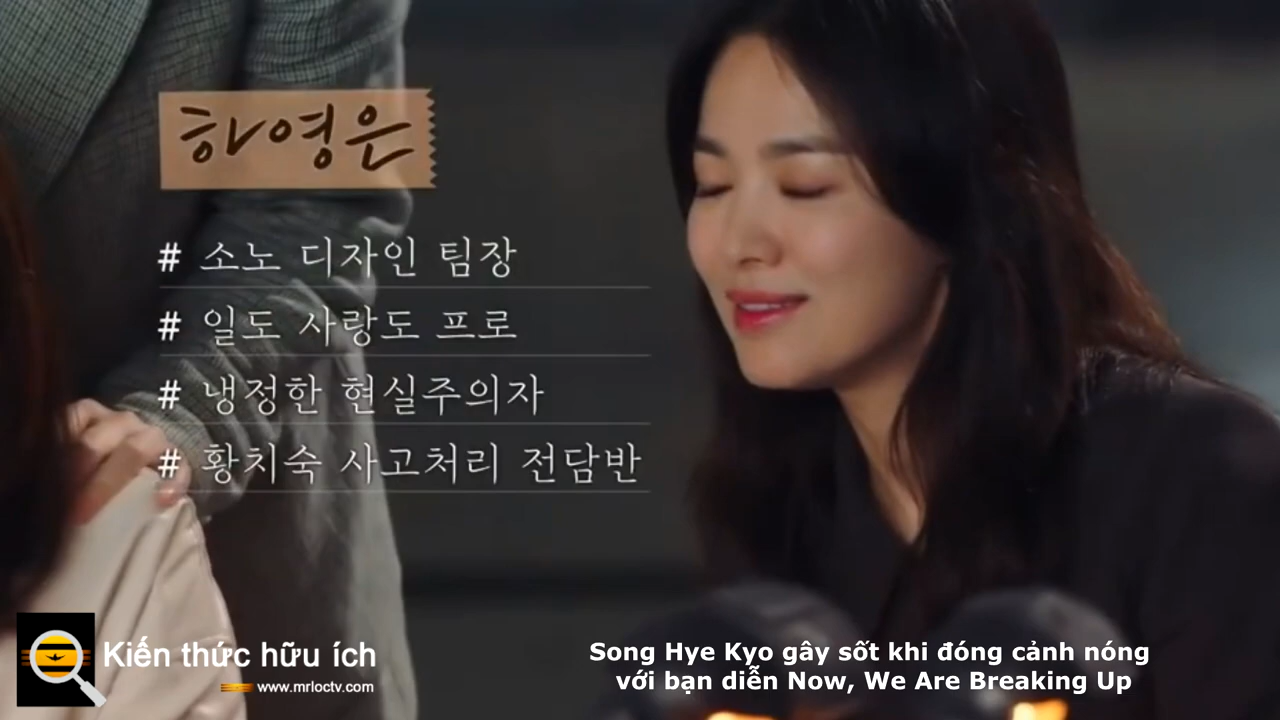 하영은
# 소노 디자인 팀장
# 일도 사랑도 프로
# 냉정한 현실주의자
# 황치숙 사고처리 전담반
Kiến thức hữu ích
www.mrloctv.com
Song Hye Kyo gây sốt khi đóng cảnh nóng
với bạn diễn Now, We Are Breaking Up